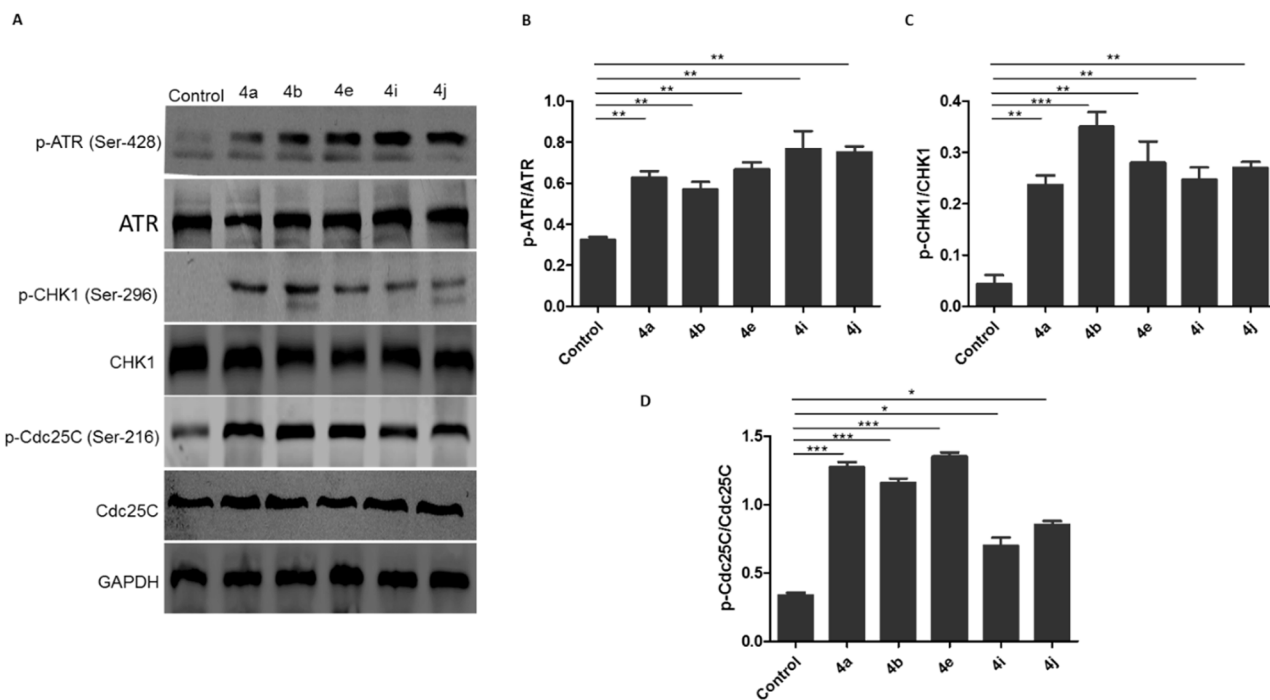 A
Control 4a 4b 4e 4i 4j
p-ATR (Ser-428)
ATR
p-CHK1 (Ser-296)
CHK1
p-Cdc25C (Ser-216)
Cdc25C
GAPDH
B
**
**
**
**
**
p-ATR/ATR
1.0
0.8
0.6
0.4
0.2
0.0
Control 4a 4b 4e 4i 4j
C
**
**
**
***
**
p-CHK1/CHK1
0.4
0.3
0.2
0.1
0.0
Control 4a 4b 4e 4i 4j
D
*
*
***
***
***
p-Cdc25C/Cdc25C
1.5
1.0
0.5
0.0
Control 4a 4b 4e 4i 4j